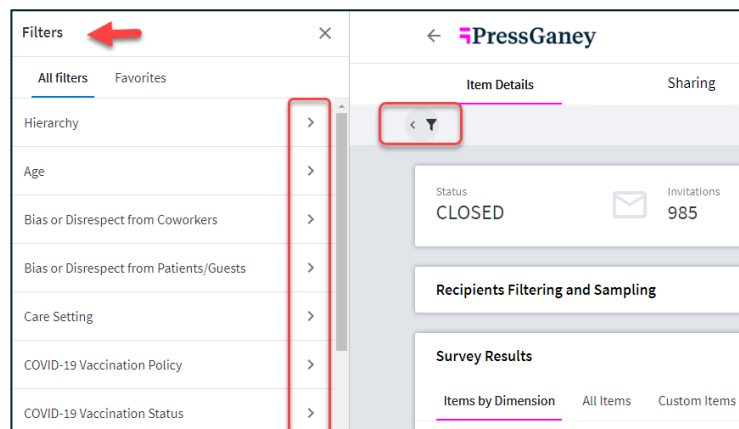 Filters
All filters Favorites
Hierarchy
Age
Bias or Disrespect from Coworkers
Bias or Disrespect from Patients/Guests
Care Setting
COVID-19 Vaccination Policy
COVID-19 Vaccination Status
PressGaney
Item Details Sharing
Status
CLOSED
Invitations
985
Recipients Filtering and Sampling
Survey Results
Items by Dimension All Items Custom Items